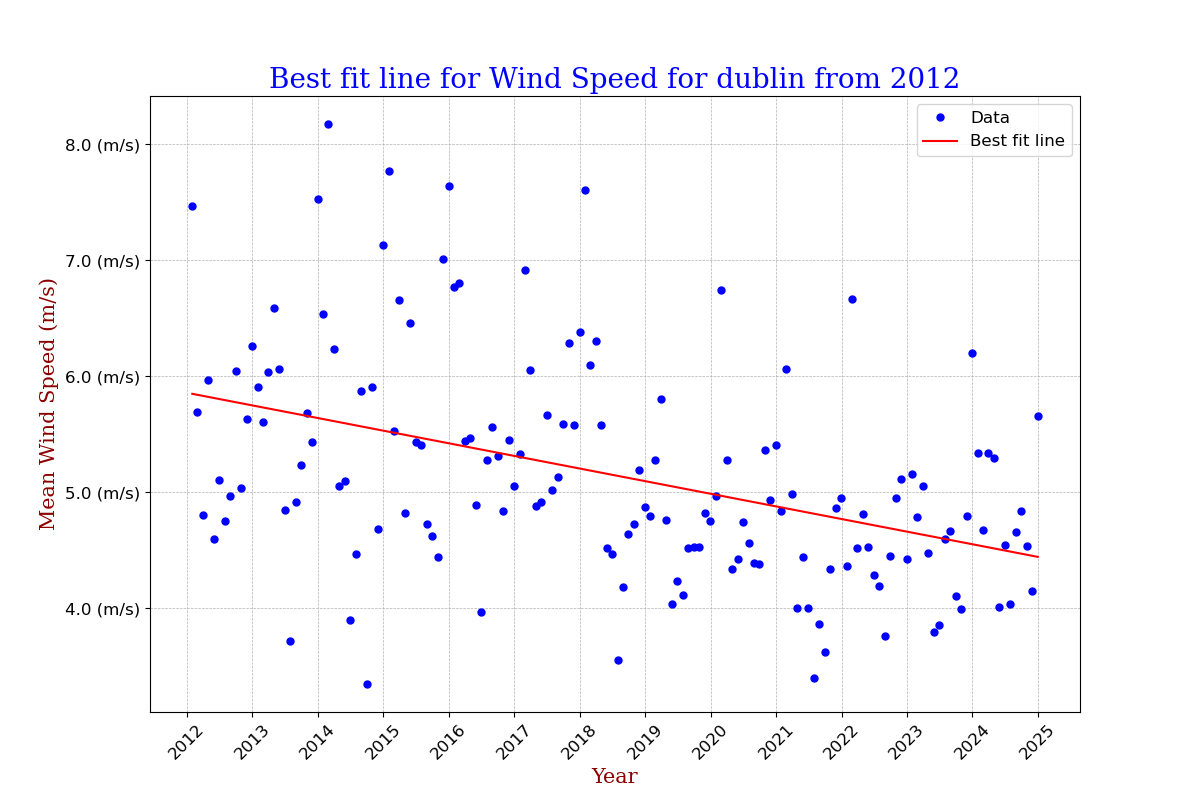 Best fit line for Wind Speed for dublin from 2012
Data
Best fit line
8.0 (m/s)
7.0 (m/s)
6.0 (m/s)
5.0 (m/s)
4.0 (m/s)
Mean Wind Speed (m/s)
2012 2013 2014 2015 2016 2017 2018 2019 2020 2021 2022 2023 2024 2025
Year